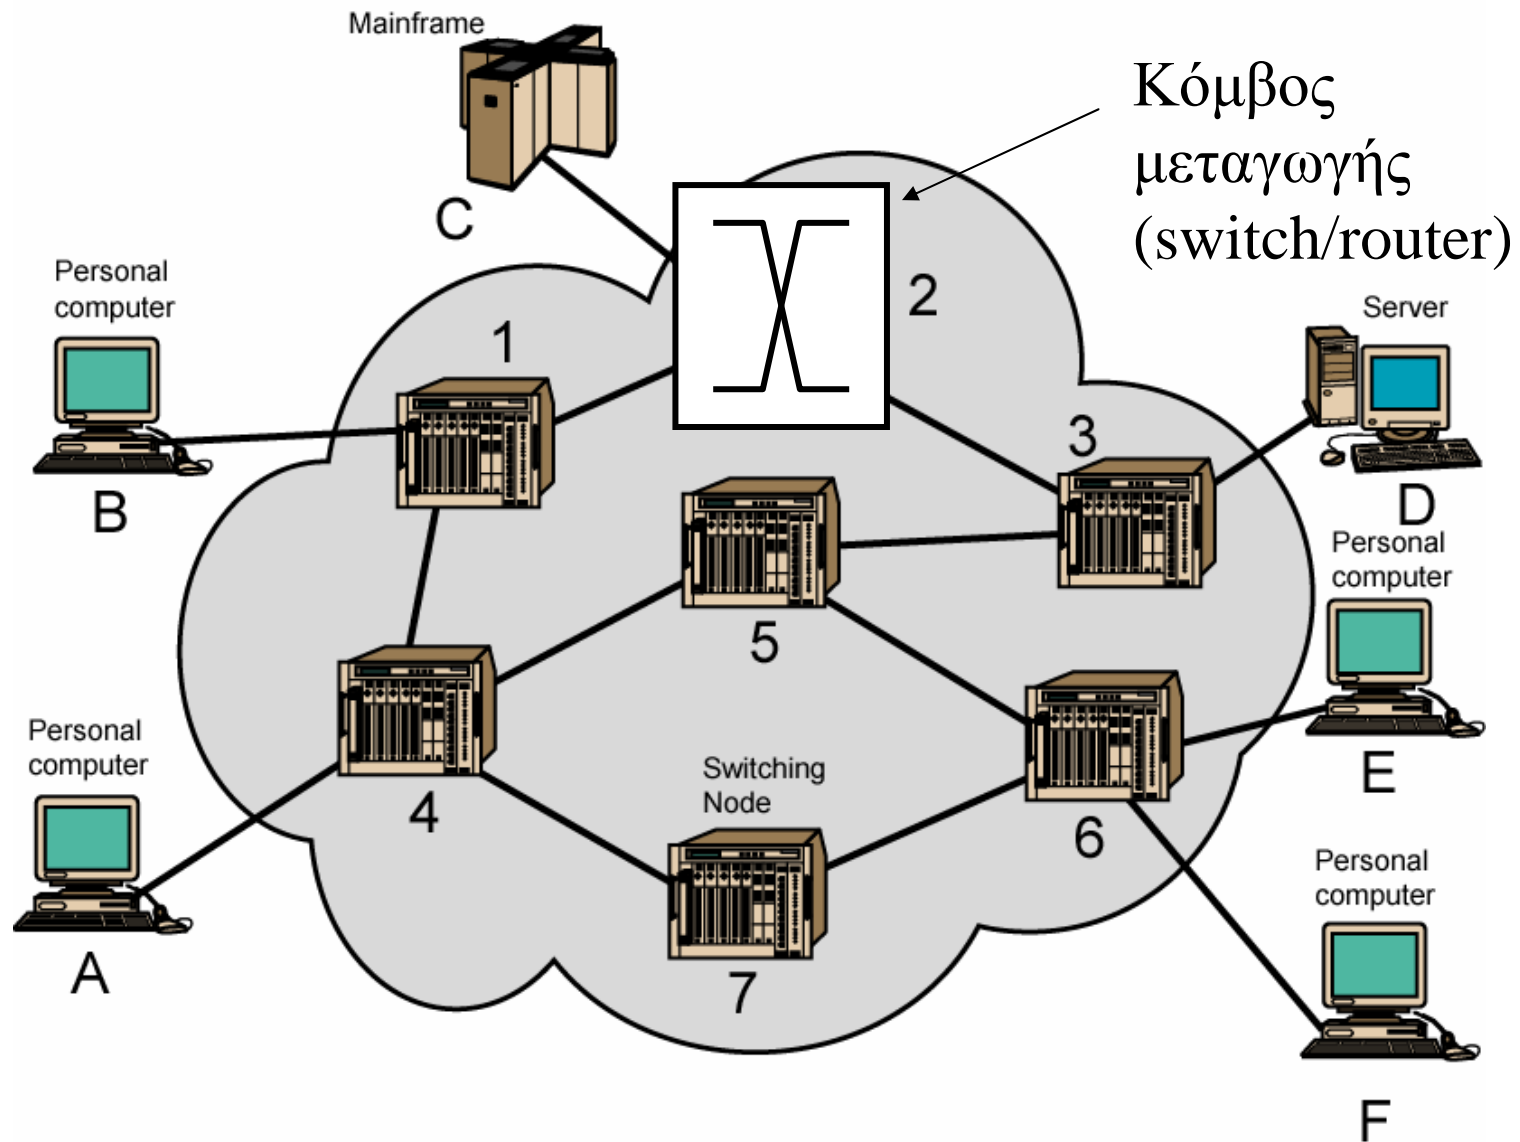 Mainframe
Κόμβος
μεταγωγής
(switch/router)
C
Personal
computer
2
Server
1
3
B
D
Personal
computer
5
Personal
computer
Switching
Node
E
4
6
Personal
computer
A
7
F